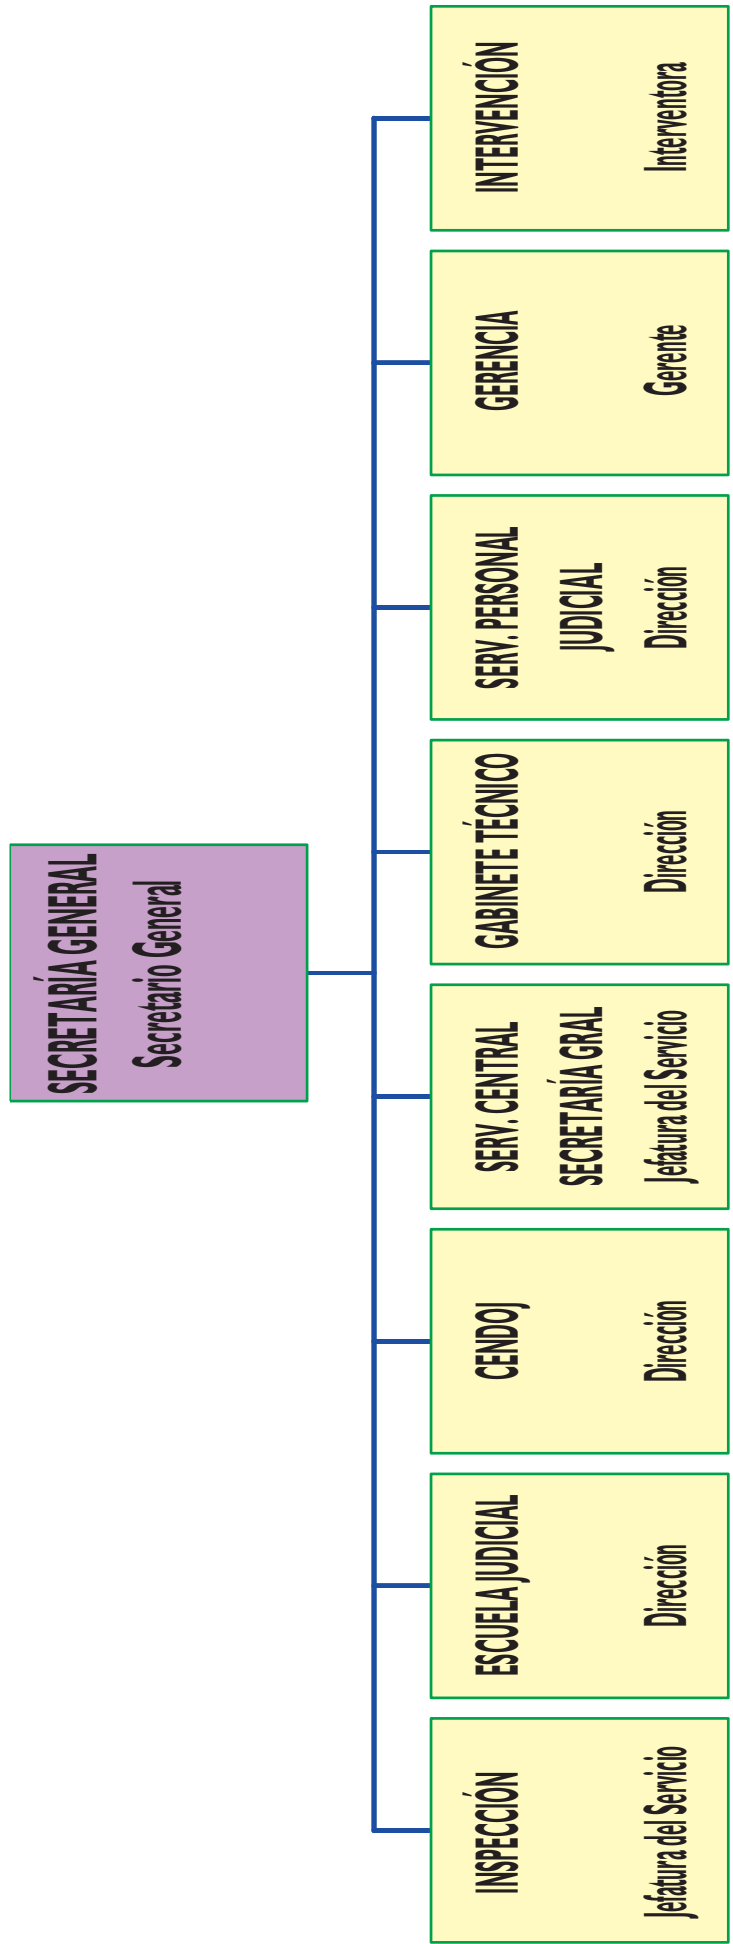 SECRETARÍA GENERAL
Secretario General
INSPECCIÓN
Jefatura del Servicio
ESCUELA JUDICIAL
Dirección
CENDOJ
Dirección
SERV. CENTRAL
SECRETARÍA GRAL
Jefatura del Servicio
GABINETE TÉCNICO
Dirección
SERV. PERSONAL
JUDICIAL
Dirección
GERENCIA
Gerente
INTERVENCIÓN
Interventora